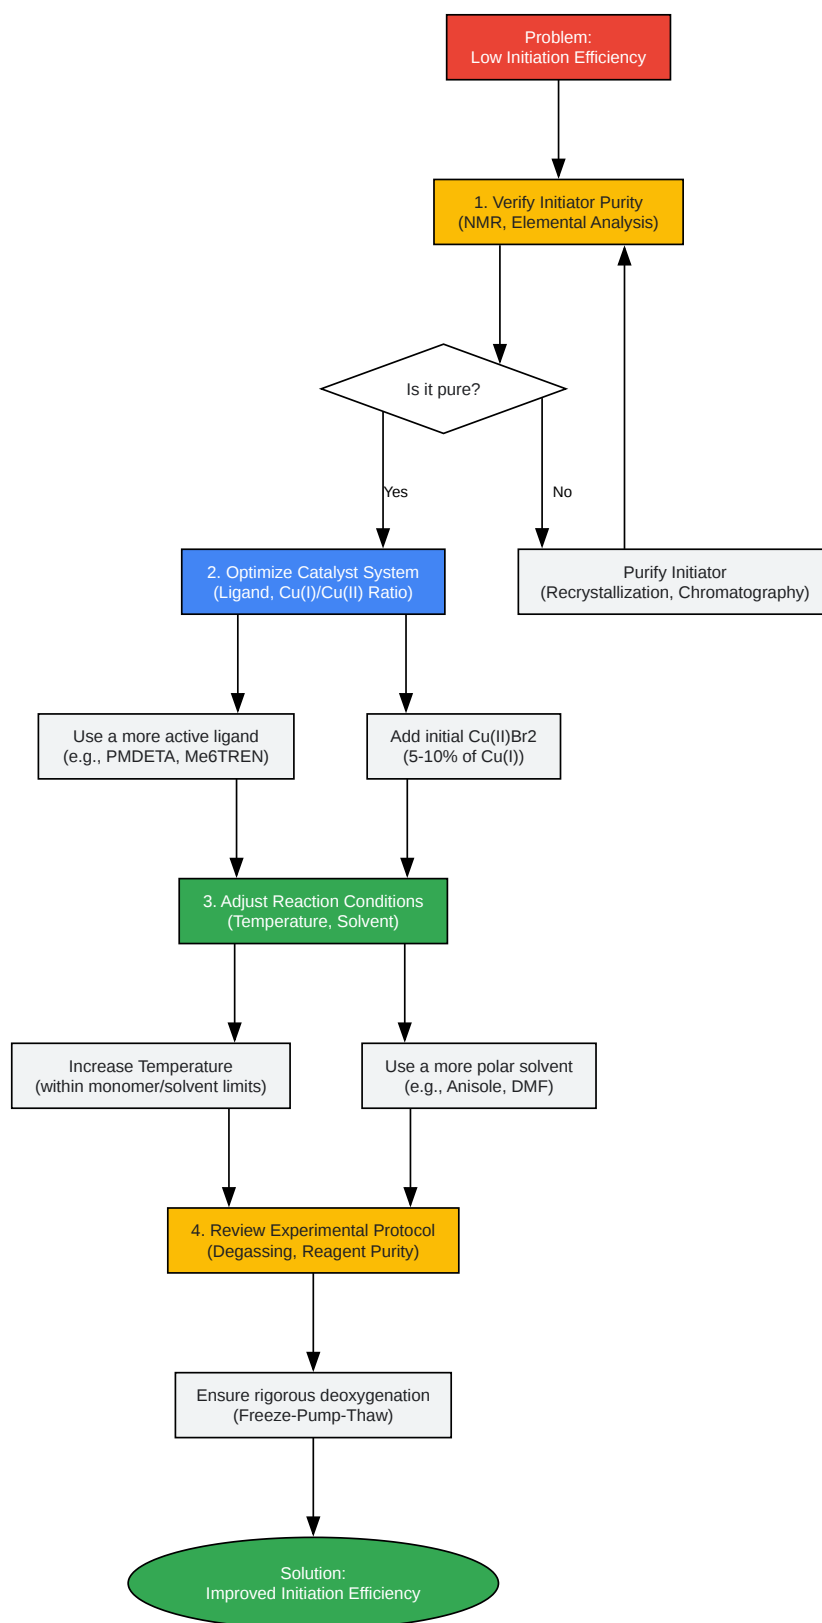 Problem:
Low Initiation Efficiency
1. Verify Initiator Purity
(NMR, Elemental Analysis)
Is it pure?
Yes
No
2. Optimize Catalyst System
(Ligand, Cu(I)/Cu(II) Ratio)
Purify Initiator
(Recrystallization, Chromatography)
Use a more active ligand
(e.g., PMDETA, Me6TREN)
Add initial Cu(II)Br2
(5-10% of Cu(I))
3. Adjust Reaction Conditions
(Temperature, Solvent)
Increase Temperature
(within monomer/solvent limits)
Use a more polar solvent
(e.g., Anisole, DMF)
4. Review Experimental Protocol
(Degassing, Reagent Purity)
Ensure rigorous deoxygenation
(Freeze-Pump-Thaw)
Solution:
Improved Initiation Efficiency